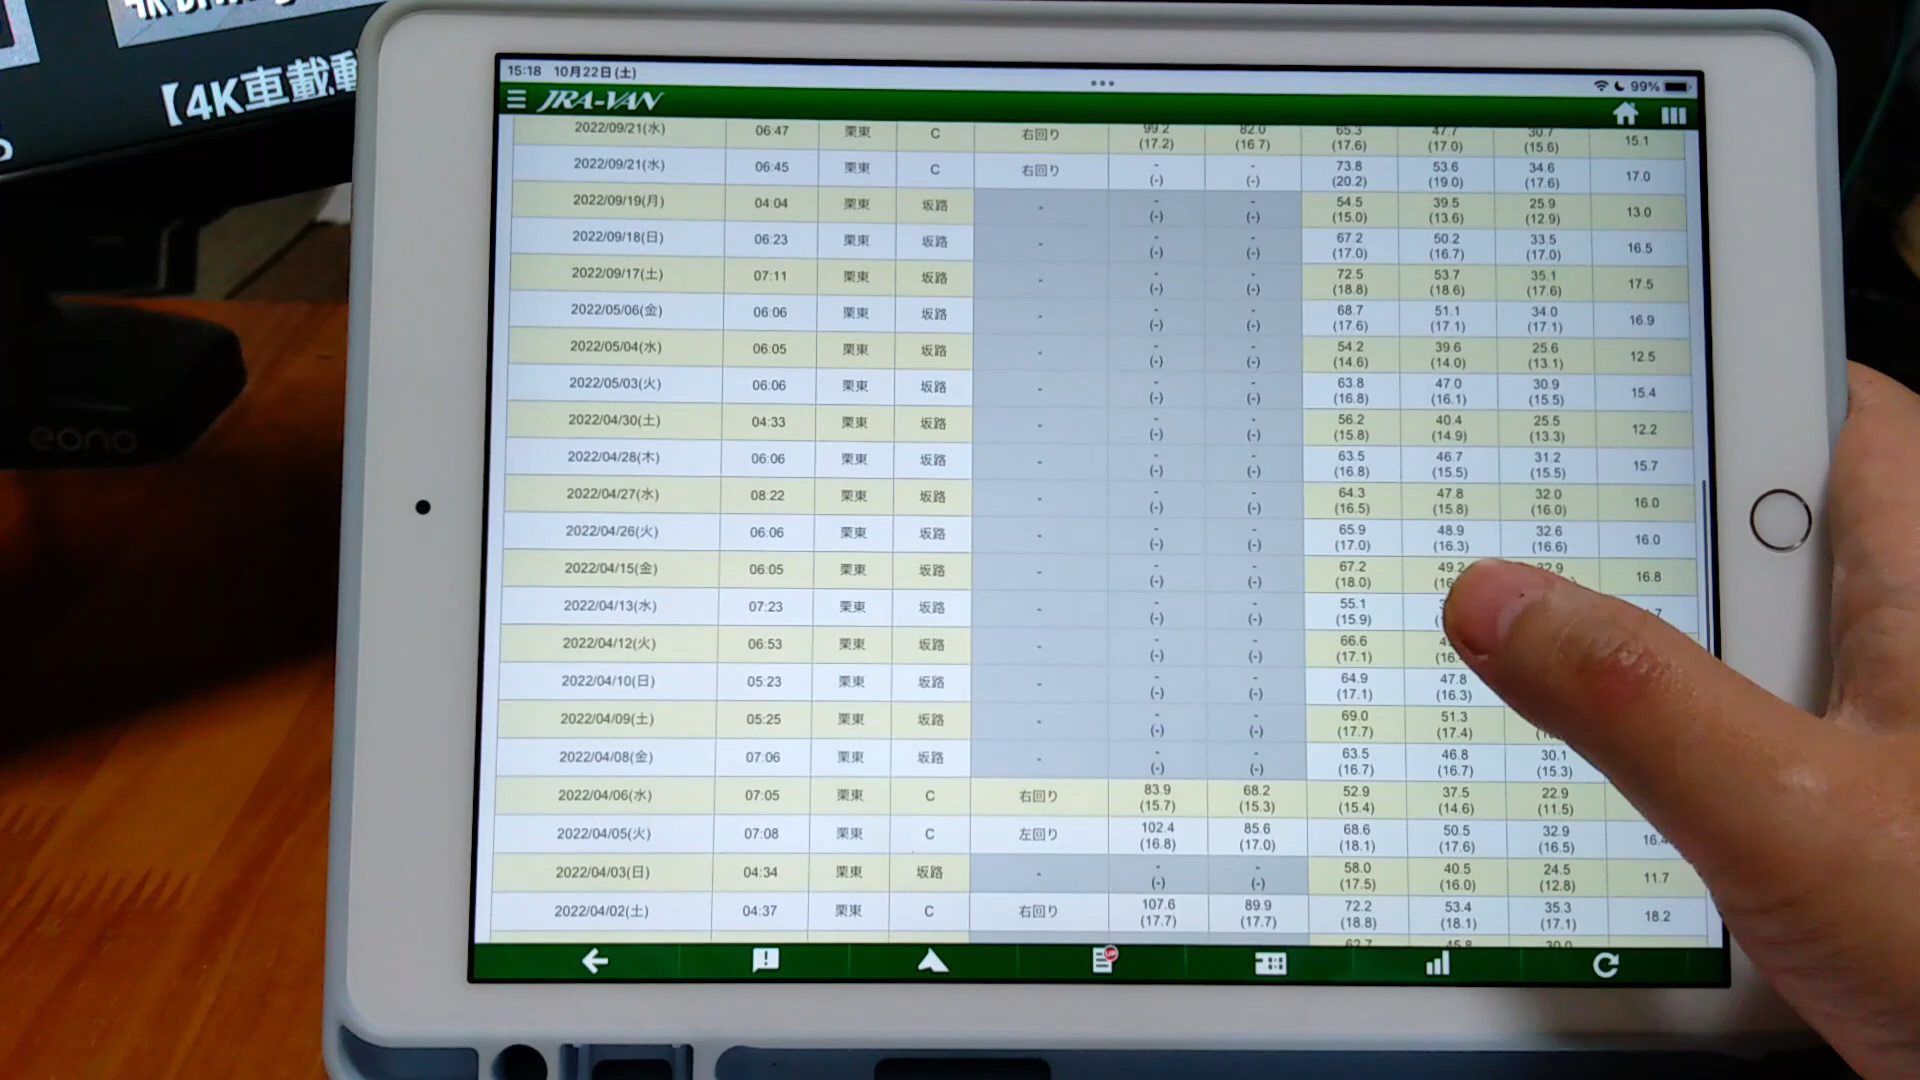 【4K車載動
eono
15:18 10月22日(土) 99%
JRA-VAN
2022/09/21(水) 06:47 栗東 C 右回り 99.2 (17.2) 82.0 (16.7) 65.3 (17.6) 47.7 (17.0) 30.7 (15.6) 15.1
2022/09/21(水) 06:45 栗東 C 右回り - (-) - (-) 73.8 (20.2) 53.6 (19.0) 34.6 (17.6) 17.0
2022/09/19(月) 04:04 栗東 坂路 - - (-) - (-) 54.5 (15.0) 39.5 (13.6) 25.9 (12.9) 13.0
2022/09/18(日) 06:23 栗東 坂路 - - (-) - (-) 67.2 (17.0) 50.2 (16.7) 33.5 (17.0) 16.5
2022/09/17(土) 07:11 栗東 坂路 - - (-) - (-) 72.5 (18.8) 53.7 (18.6) 35.1 (17.6) 17.5
2022/05/06(金) 06:06 栗東 坂路 - - (-) - (-) 68.7 (17.6) 51.1 (17.1) 34.0 (17.1) 16.9
2022/05/04(水) 06:05 栗東 坂路 - - (-) - (-) 54.2 (14.6) 39.6 (14.0) 25.6 (13.1) 12.5
2022/05/03(火) 06:06 栗東 坂路 - - (-) - (-) 63.8 (16.8) 47.0 (16.1) 30.9 (15.5) 15.4
2022/04/30(土) 04:33 栗東 坂路 - - (-) - (-) 56.2 (15.8) 40.4 (14.9) 25.5 (13.3) 12.2
2022/04/28(木) 06:06 栗東 坂路 - - (-) - (-) 63.5 (16.8) 46.7 (15.5) 31.2 (15.5) 15.7
2022/04/27(水) 08:22 栗東 坂路 - - (-) - (-) 64.3 (16.5) 47.8 (15.8) 32.0 (16.0) 16.0
2022/04/26(火) 06:06 栗東 坂路 - - (-) - (-) 65.9 (17.0) 48.9 (16.3) 32.6 (16.6) 16.0
2022/04/15(金) 06:05 栗東 坂路 - - (-) - (-) 67.2 (18.0) 49.2 16.8
2022/04/13(水) 07:23 栗東 坂路 - - (-) - (-) 55.1 (15.9)
2022/04/12(火) 06:53 栗東 坂路 - - (-) - (-) 66.6 (17.1)
2022/04/10(日) 05:23 栗東 坂路 - - (-) - (-) 64.9 (17.1) 47.8 (16.3)
2022/04/09(土) 05:25 栗東 坂路 - - (-) - (-) 69.0 (17.7) 51.3 (17.4)
2022/04/08(金) 07:06 栗東 坂路 - - (-) - (-) 63.5 (16.7) 46.8 (16.7) 30.1 (15.3)
2022/04/06(水) 07:05 栗東 C 右回り 83.9 (15.7) 68.2 (15.3) 52.9 (15.4) 37.5 (14.6) 22.9 (11.5)
2022/04/05(火) 07:08 栗東 C 左回り 102.4 (16.8) 85.6 (17.0) 68.6 (18.1) 50.5 (17.6) 32.9 (16.5) 16.4
2022/04/03(日) 04:34 栗東 坂路 - - (-) - (-) 58.0 (17.5) 40.5 (16.0) 24.5 (12.8) 11.7
2022/04/02(土) 04:37 栗東 C 右回り 107.6 (17.7) 89.9 (17.7) 72.2 (18.8) 53.4 (18.1) 35.3 (17.1) 18.2
62.7 45.8 30.0